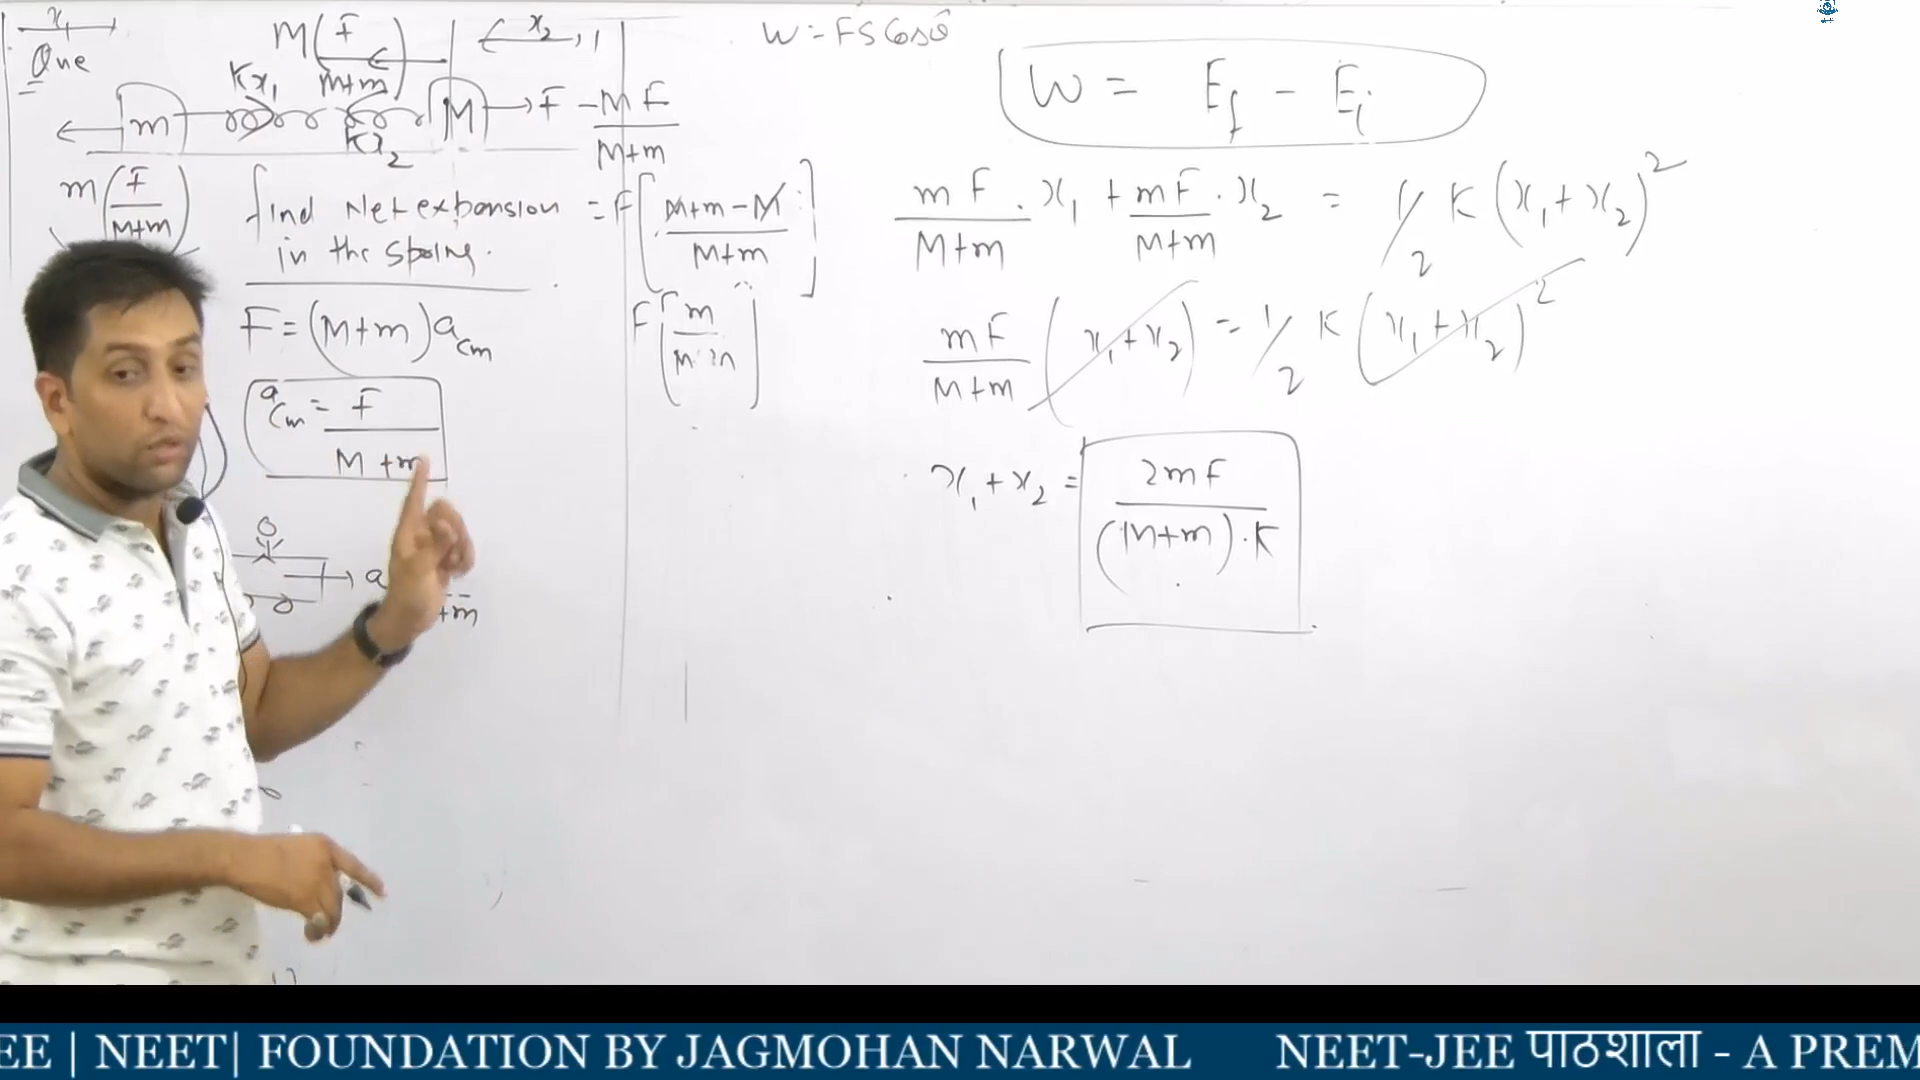 x₁
Que
M(F/M+m)
x₂
Kx₁
m
Kx₂
M → F - MF/M+m
m(F/M+m)
find Net expansion
in the spring.
= F[M+m-M/M+m]
F[m/M+m]
F = (M+m)a_cm
a_cm = F/M+m
a
+m
W = FS Cosθ
W = E_f - E_i
mF/M+m . x₁ + mF/M+m . x₂ = 1/2 K (x₁+x₂)²
mF/M+m (x₁+x₂) = 1/2 K (x₁+x₂)²
x₁+x₂ = 2mF/(M+m).K
EE | NEET| FOUNDATION BY JAGMOHAN NARWAL NEET-JEE पाठशाला - A PREM